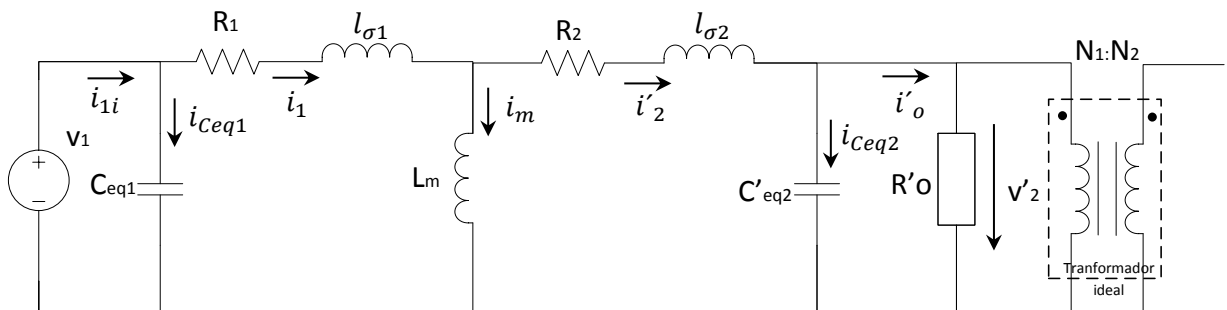 R1
lσ1
R2
lσ2
N1:N2
i1i
i1
i´2
i´o
v1
iCeq1
im
iCeq2
Ceq1
Lm
C'eq2
R'o
v'2
+
−
Tranformador
ideal